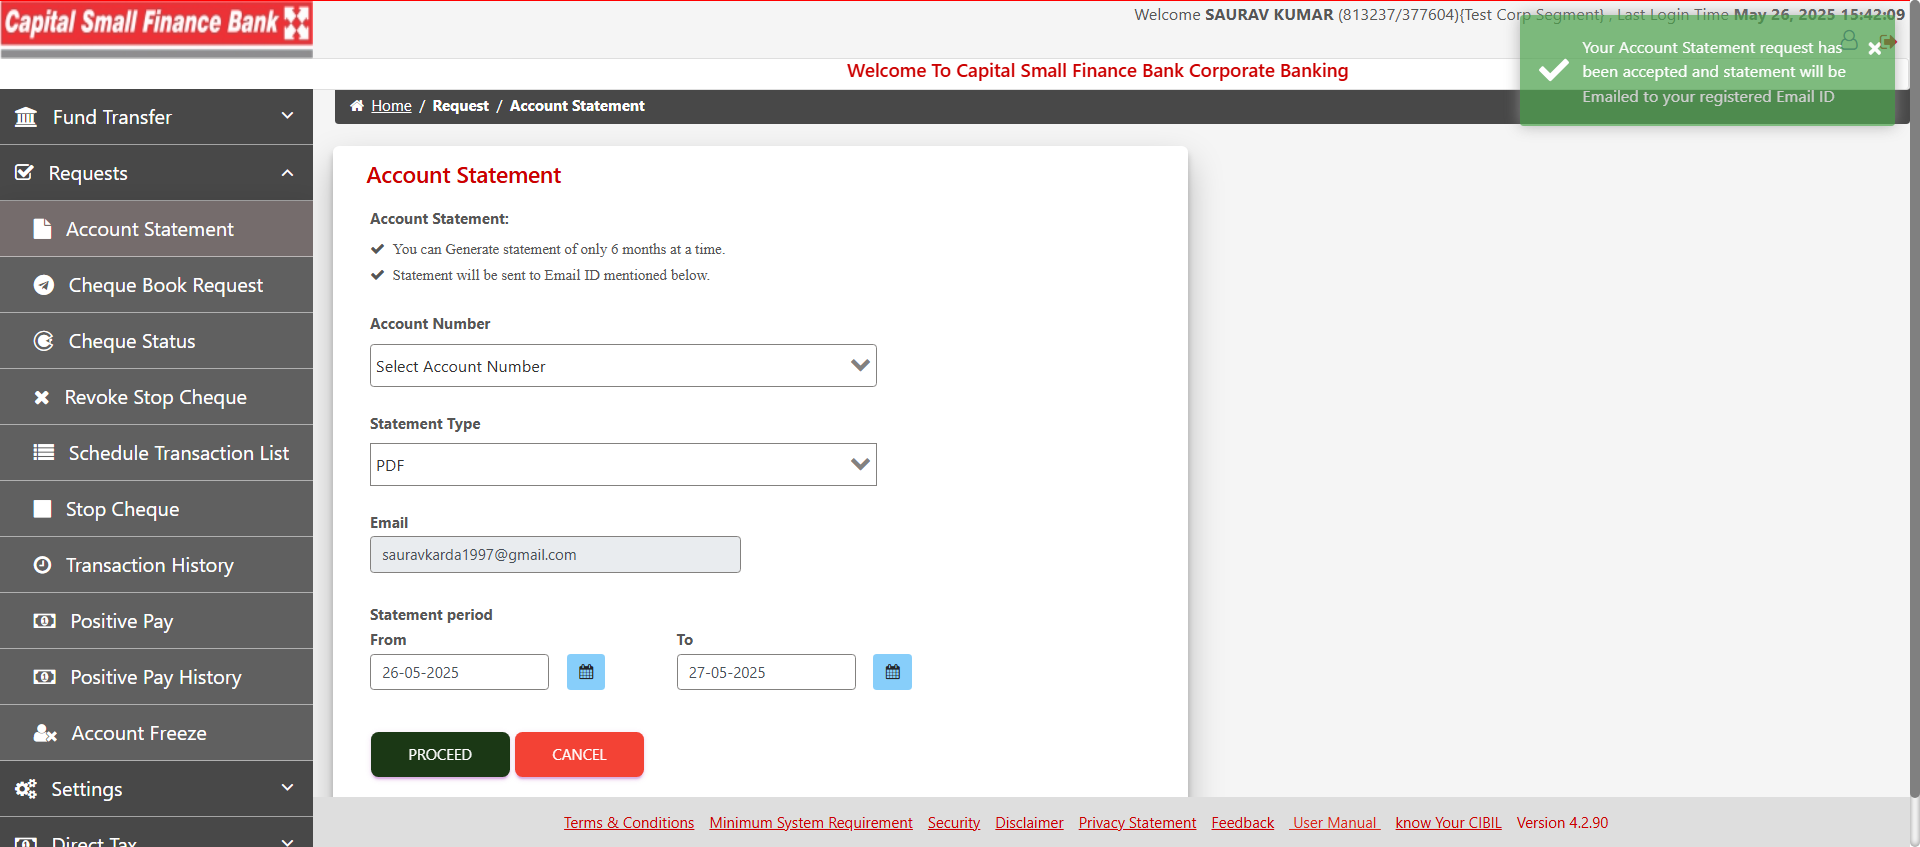 Capital Small Finance Bank
Welcome SAURAV KUMAR (813237/377604){Test Corp Segment} , Last Login Time May 26, 2025 15:42:09
Your Account Statement request has
been accepted and statement will be
Emailed to your registered Email ID
Welcome To Capital Small Finance Bank Corporate Banking
Home / Request / Account Statement
Fund Transfer
Requests
Account Statement
Cheque Book Request
Cheque Status
Revoke Stop Cheque
Schedule Transaction List
Stop Cheque
Transaction History
Positive Pay
Positive Pay History
Account Freeze
Settings
Direct Tax
Account Statement
Account Statement:
You can Generate statement of only 6 months at a time.
Statement will be sent to Email ID mentioned below.
Account Number
Select Account Number
Statement Type
PDF
Email
sauravkarda1997@gmail.com
Statement period
From To
26-05-2025 27-05-2025
PROCEED CANCEL
Terms & Conditions Minimum System Requirement Security Disclaimer Privacy Statement Feedback User Manual know Your CIBIL Version 4.2.90